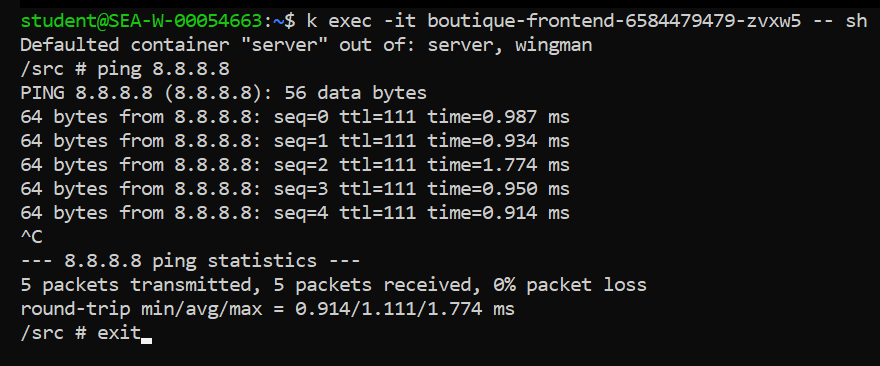 student@SEA-W-00054663:~$ k exec -it boutique-frontend-6584479479-zvxw5 -- sh
Defaulted container "server" out of: server, wingman
/src # ping 8.8.8.8
PING 8.8.8.8 (8.8.8.8): 56 data bytes
64 bytes from 8.8.8.8: seq=0 ttl=111 time=0.987 ms
64 bytes from 8.8.8.8: seq=1 ttl=111 time=0.934 ms
64 bytes from 8.8.8.8: seq=2 ttl=111 time=1.774 ms
64 bytes from 8.8.8.8: seq=3 ttl=111 time=0.950 ms
64 bytes from 8.8.8.8: seq=4 ttl=111 time=0.914 ms
^C
--- 8.8.8.8 ping statistics ---
5 packets transmitted, 5 packets received, 0% packet loss
round-trip min/avg/max = 0.914/1.111/1.774 ms
/src # exit